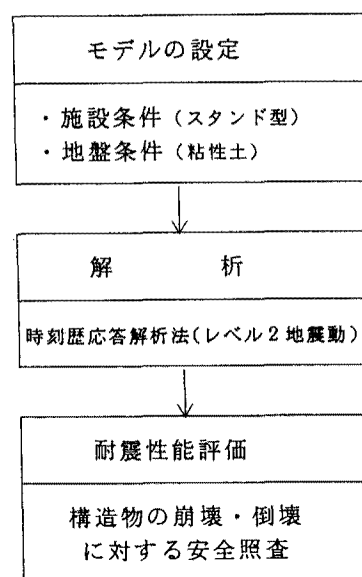 モデルの設定
・施設条件（スタンド型）
・地盤条件（粘性土）
解　　　析
時刻歴応答解析法（レベル2地震動）
耐震性能評価
構造物の崩壊・倒壊
に対する安全照査